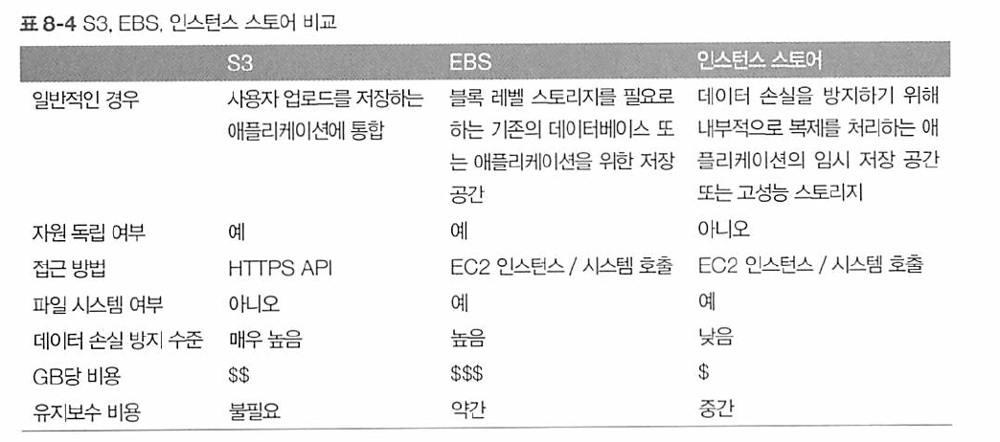 표 8-4 S3, EBS, 인스턴스 스토어 비교
S3 EBS 인스턴스 스토어
일반적인 경우 사용자 업로드를 저장하는 블록 레벨 스토리지를 필요로 데이터 손실을 방지하기 위해
애플리케이션에 통합 하는 기존의 데이터베이스 또 내부적으로 복제를 처리하는 애
는 애플리케이션을 위한 저장 플리케이션의 임시 저장 공간
공간 또는 고성능 스토리지
자원 독립 여부 예 예 아니오
접근 방법 HTTPS API EC2 인스턴스 / 시스템 호출 EC2 인스턴스 / 시스템 호출
파일 시스템 여부 아니오 예 예
데이터 손실 방지 수준 매우 높음 높음 낮음
GB당 비용 $$ $$$ $
유지보수 비용 불필요 약간 중간